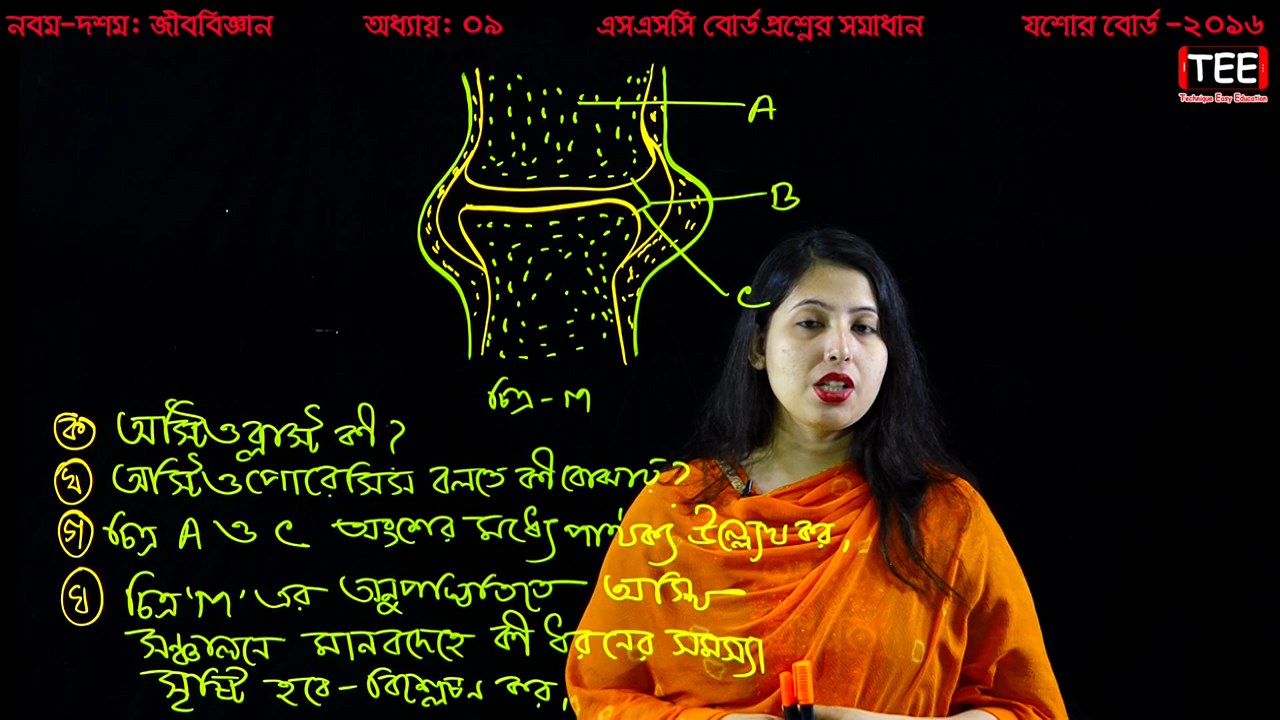 নবম-দশম: জীববিজ্ঞান অধ্যায়: ০৯ এসএসসি বোর্ড প্রশ্নের সমাধান যশোর বোর্ড -২০১৬
TEE
Technique Easy Education
A
B
C
চিত্র - M
ক অস্টিওব্লাস্ট কী?
খ অস্টিওপোরেসিস বলতে কী বোঝায়?
গ চিত্র A ও C অংশের মধ্যে পার্থক্য উল্লেখ কর,
ঘ চিত্র 'M' এর অনুপস্থিতিতে অস্থি
সঞ্চালনে মানবদেহে কী ধরনের সমস্যা
সৃষ্টি হবে - বিশ্লেষন কর,